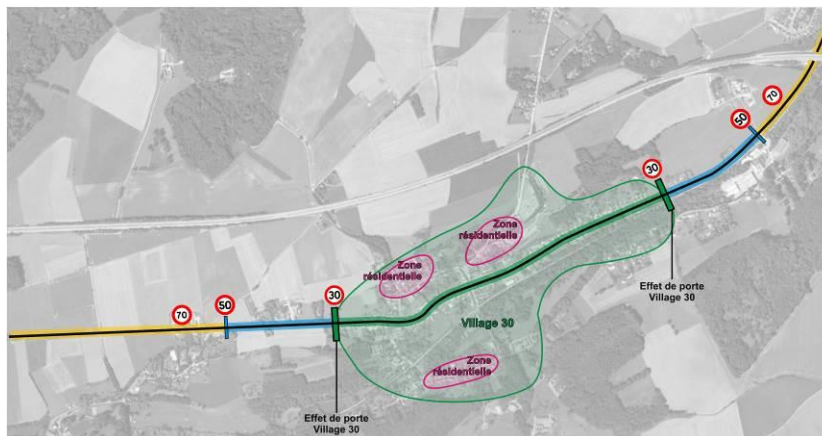 70
50
30
Zone
résidentielle
Zone
résidentielle
Effet de porte
Village 30
Village 30
30
50
70
Zone
résidentielle
Effet de porte
Village 30